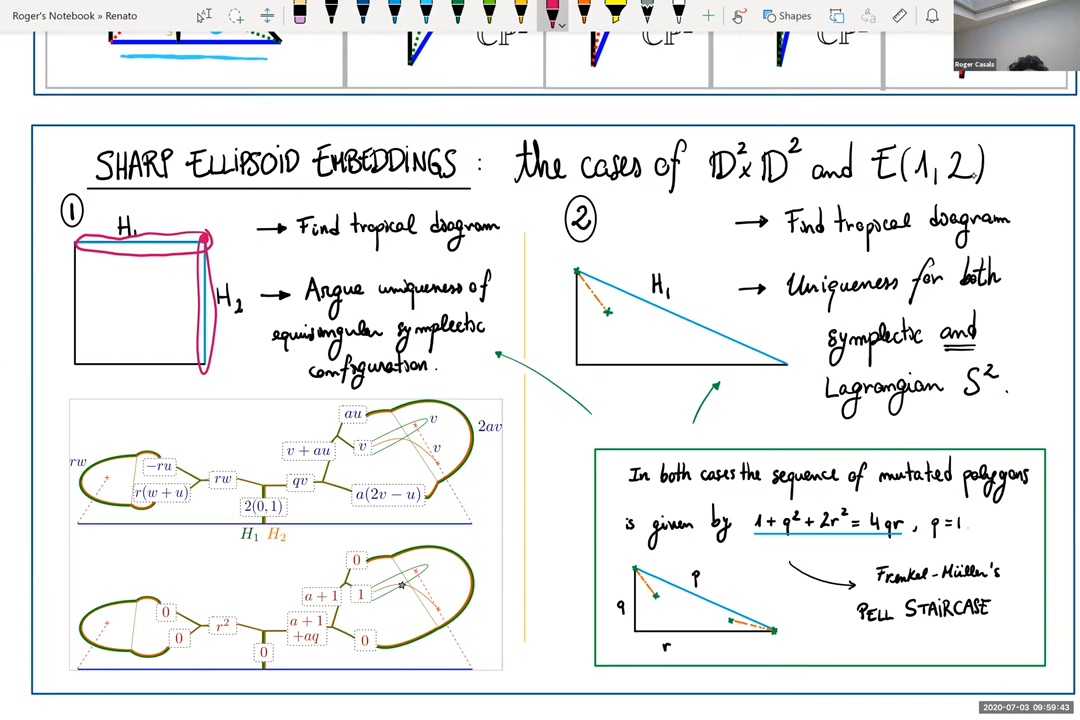 Roger's Notebook » Renato
Shapes
Roger Casals
ℂP²
ℂP²
ℂP²
SHARP ELLIPSOID EMBEDDINGS : the cases of D²×D² and E(1,2)
①
H₁
H₂
→ Find tropical diagram
→ Argue uniqueness of
equisingular symplectic
configuration.
②
H₁
→ Find tropical diagram
→ Uniqueness for both
symplectic and
Lagrangian S².
rw
-ru
r(w + u)
rw
2(0, 1)
qv
v + au
au
v
a(2v − u)
v
v
2av
H₁ H₂
0
0
r²
0
a + 1
+aq
a + 1
0
1
0
In both cases the sequence of mutated polygons
is given by 1+q²+2r² = 4qr, p=1.
Frenkel-Müller's
PELL STAIRCASE
p
q
r
2020-07-03 09:59:43